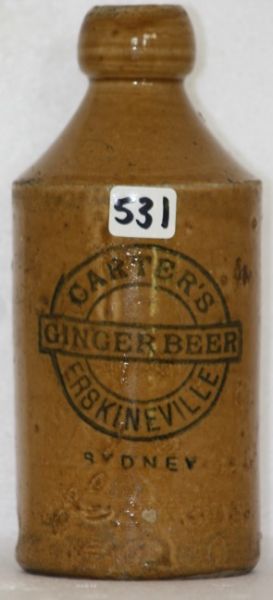 531
CARTER'S
GINGER BEER
ERSKINEVILLE
SYDNEY